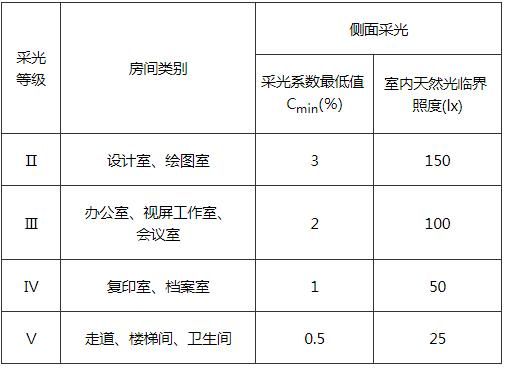 采光
等级
房间类别
侧面采光
采光系数最低值
Cmin(%)
室内天然光临界
照度(lx)
Ⅱ
设计室、绘图室
3
150
Ⅲ
办公室、视屏工作室、
会议室
2
100
Ⅳ
复印室、档案室
1
50
Ⅴ
走道、楼梯间、卫生间
0.5
25